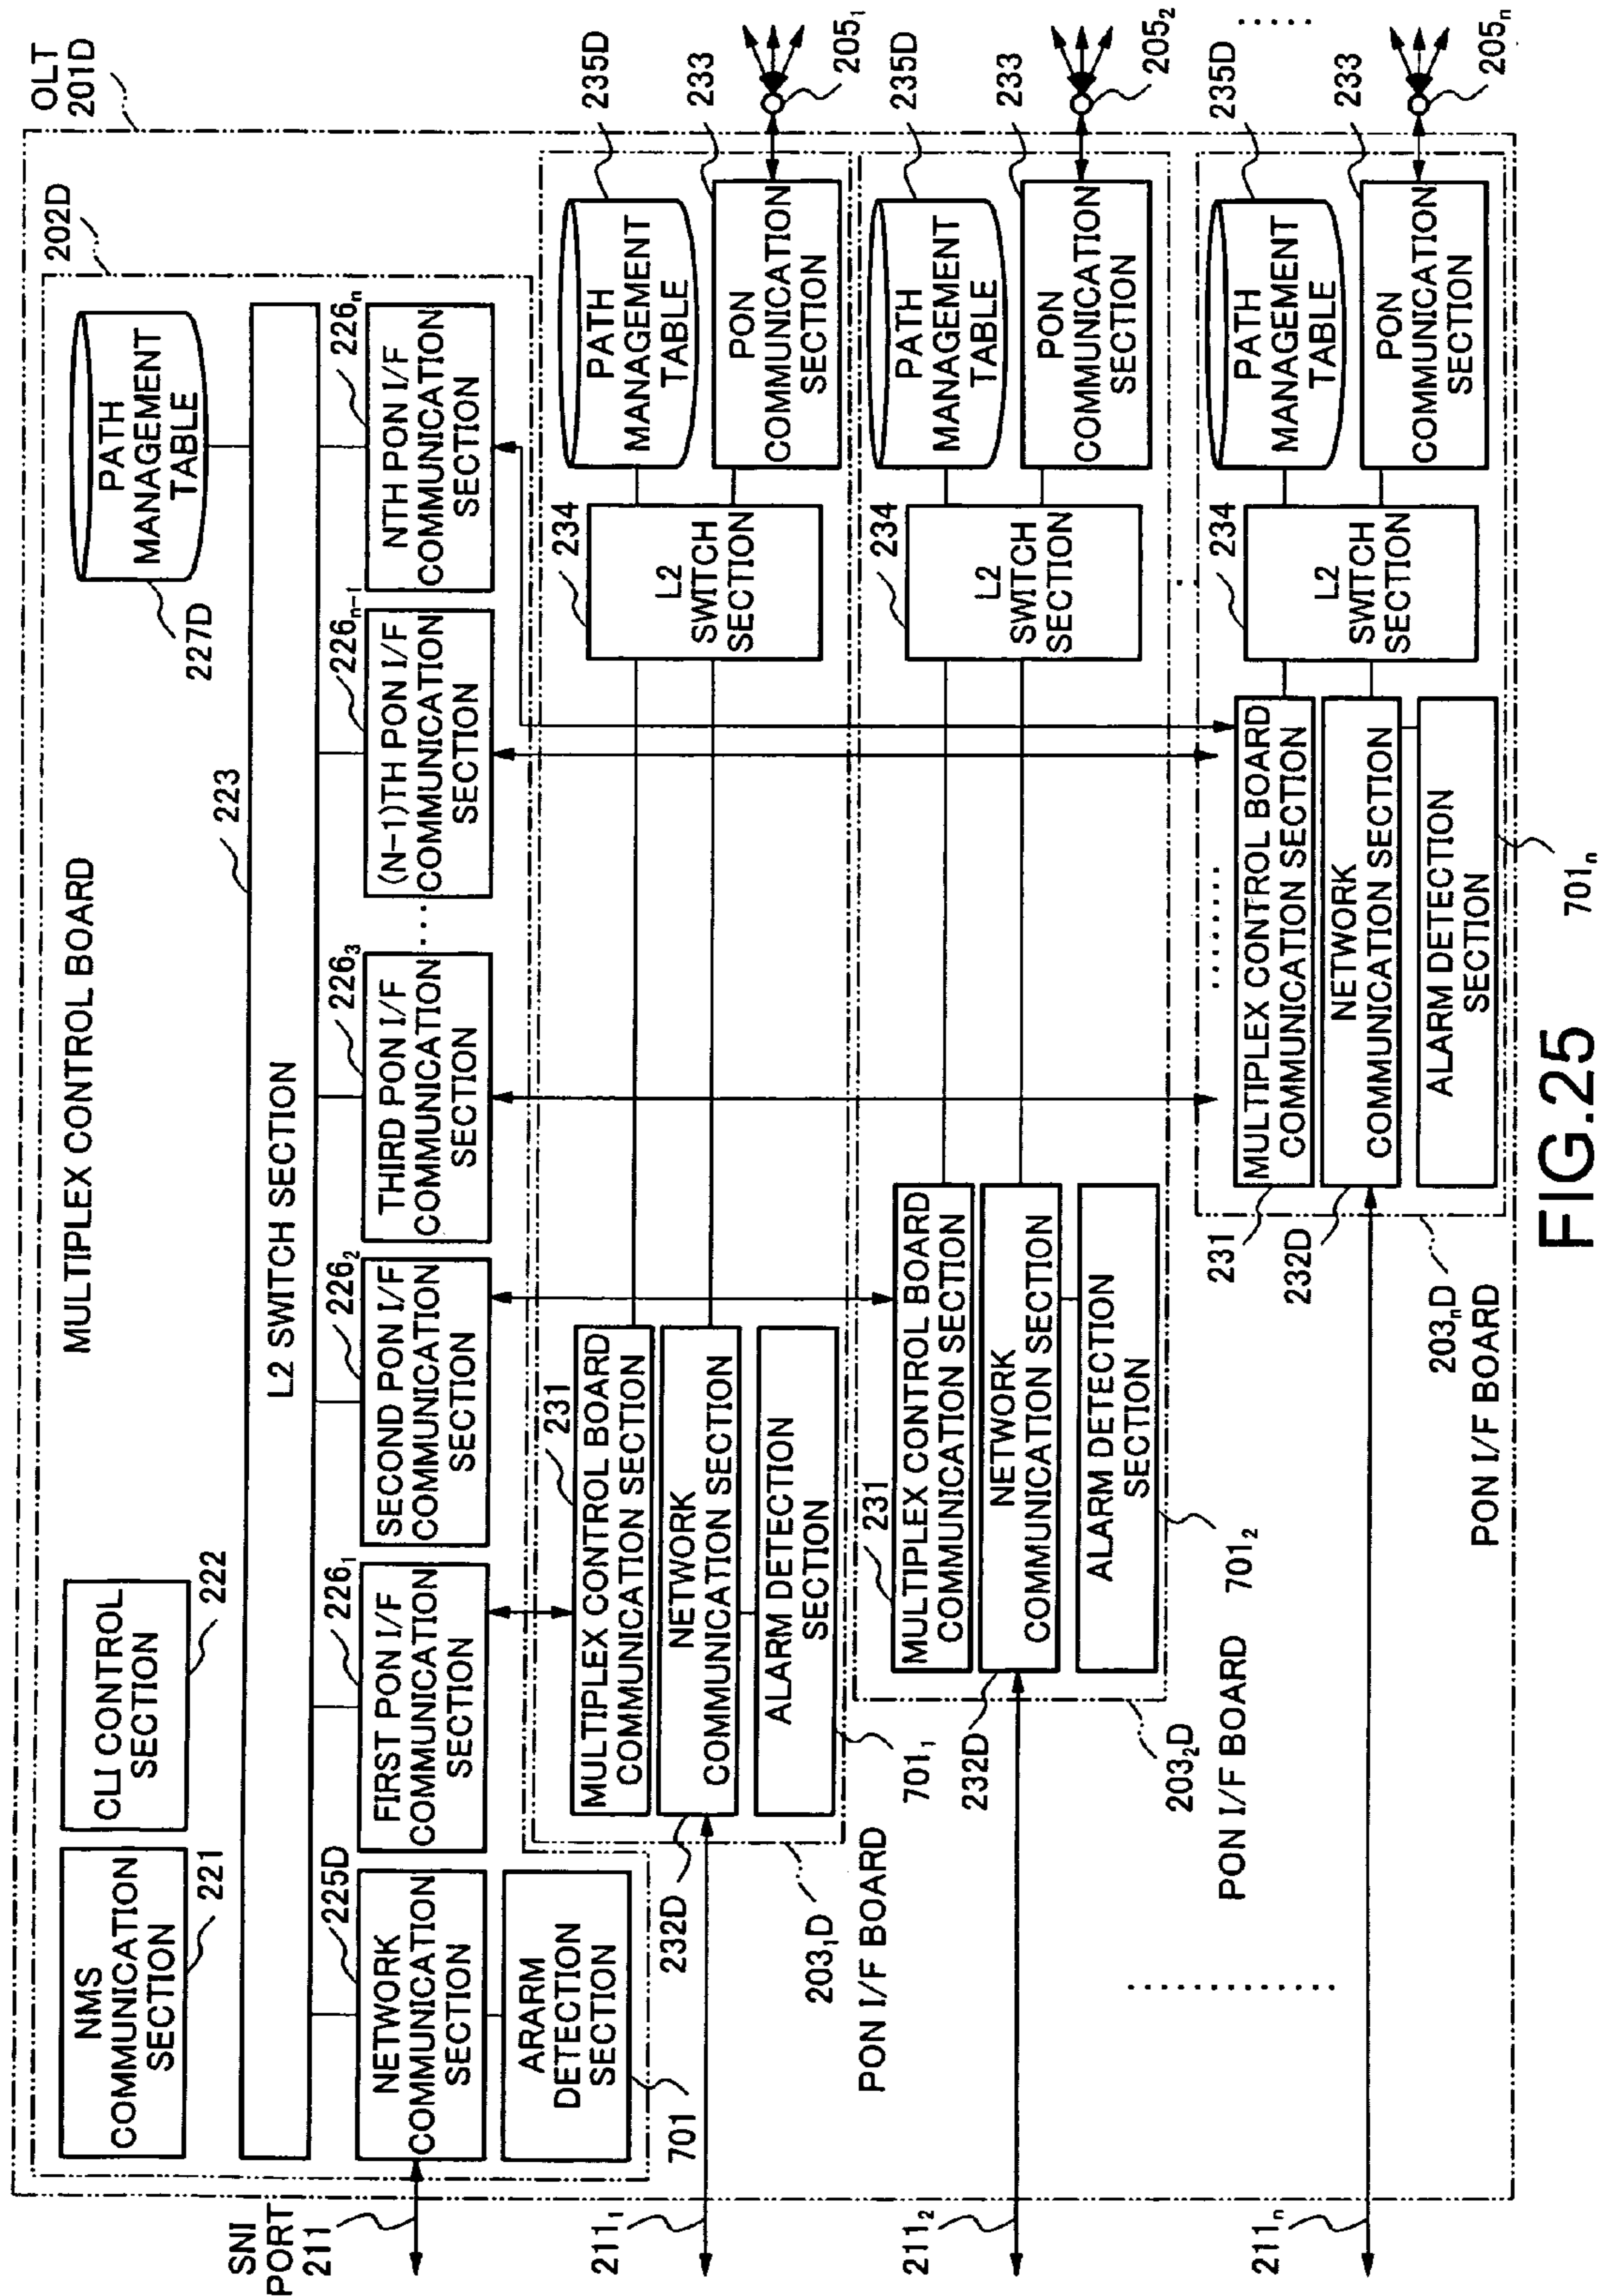 OLT
201D
202D
MULTIPLEX CONTROL BOARD
NMS
COMMUNICATION
SECTION
221
CLI CONTROL
SECTION
222
PATH
MANAGEMENT
TABLE
227D
223
L2 SWITCH SECTION
225D
NETWORK
COMMUNICATION
SECTION
226₁
FIRST PON I/F
COMMUNICATION
SECTION
226₂
SECOND PON I/F
COMMUNICATION
SECTION
226₃
THIRD PON I/F
COMMUNICATION
SECTION
.....
226ₙ₋₁
(N-1)TH PON I/F
COMMUNICATION
SECTION
226ₙ
NTH PON I/F
COMMUNICATION
SECTION
ARARM
DETECTION
SECTION
701
SNI
PORT
211
231
MULTIPLEX CONTROL BOARD
COMMUNICATION SECTION
NETWORK
COMMUNICATION SECTION
ALARM DETECTION
SECTION
232D
701₁
234
L2
SWITCH
SECTION
PATH
MANAGEMENT
TABLE
235D
PON
COMMUNICATION
SECTION
233
205₁
211₁
203₁D
PON I/F BOARD
231
MULTIPLEX CONTROL BOARD
COMMUNICATION SECTION
NETWORK
COMMUNICATION SECTION
ALARM DETECTION
SECTION
232D
701₂
234
L2
SWITCH
SECTION
PATH
MANAGEMENT
TABLE
235D
PON
COMMUNICATION
SECTION
233
205₂
211₂
203₂D
PON I/F BOARD
231
MULTIPLEX CONTROL BOARD
COMMUNICATION SECTION
NETWORK
COMMUNICATION SECTION
ALARM DETECTION
SECTION
232D
701ₙ
234
L2
SWITCH
SECTION
PATH
MANAGEMENT
TABLE
235D
PON
COMMUNICATION
SECTION
233
205ₙ
211ₙ
203ₙD
PON I/F BOARD
FIG.25